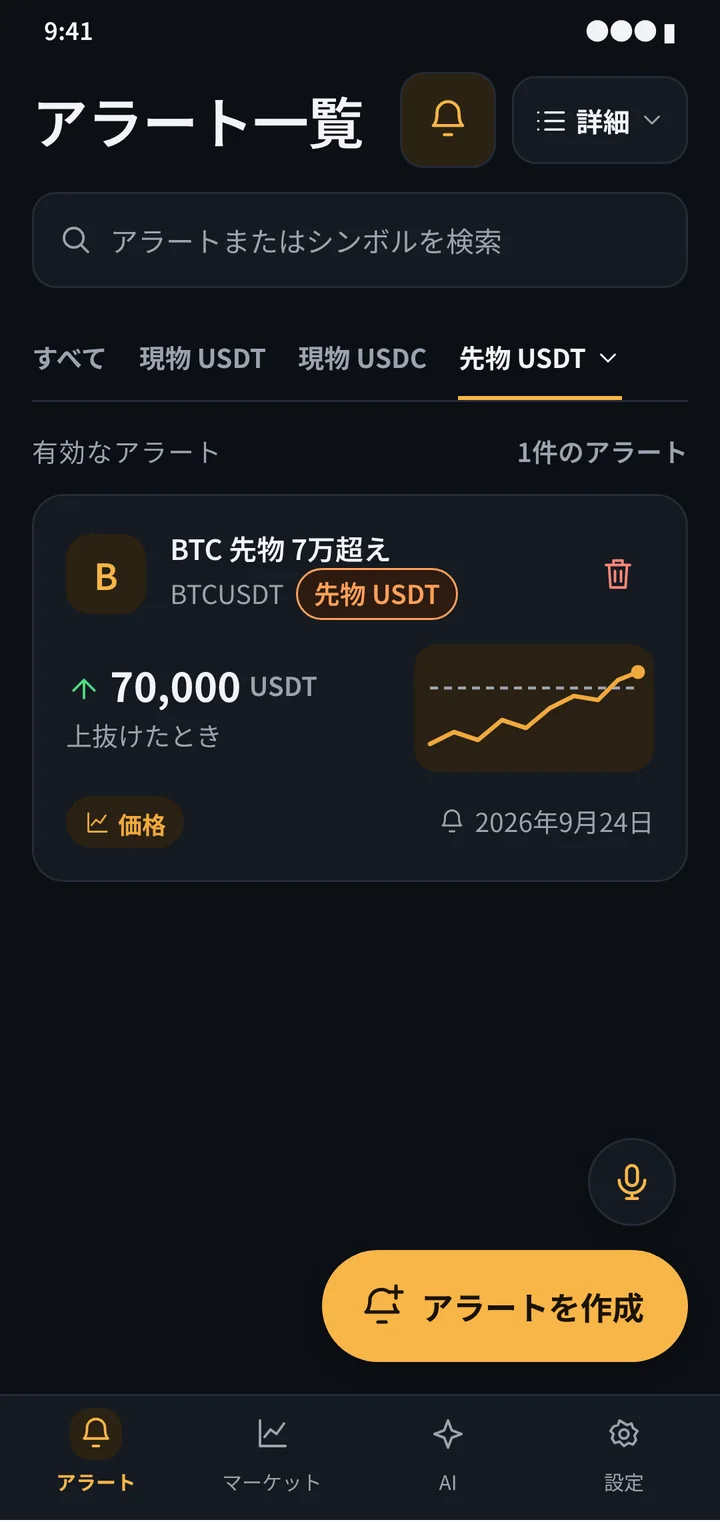 9:41
アラート一覧
詳細
アラートまたはシンボルを検索
すべて 現物 USDT 現物 USDC 先物 USDT
有効なアラート 1件のアラート
B
BTC 先物 7万超え
BTCUSDT 先物 USDT
70,000 USDT
上抜けたとき
価格 2026年9月24日
アラートを作成
アラート マーケット AI 設定